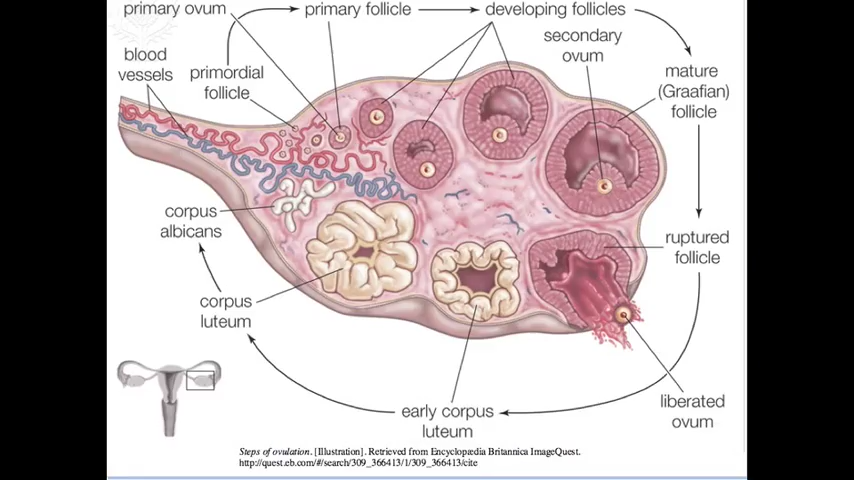 primary ovum
primary follicle
developing follicles
blood
vessels
primordial
follicle
secondary
ovum
mature
(Graafian)
follicle
corpus
albicans
ruptured
follicle
corpus
luteum
early corpus
luteum
liberated
ovum
Steps of ovulation. [Illustration]. Retrieved from Encyclopædia Britannica ImageQuest.
http://quest.eb.com/#/search/309_366413/1/309_366413/cite